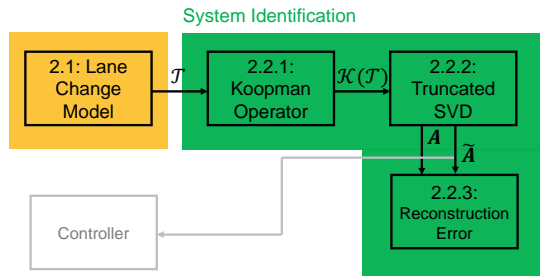 System Identification
2.1: Lane
Change
Model
𝒯
2.2.1:
Koopman
Operator
𝒦(𝒯)
2.2.2:
Truncated
SVD
A
Ã
2.2.3:
Reconstruction
Error
Controller